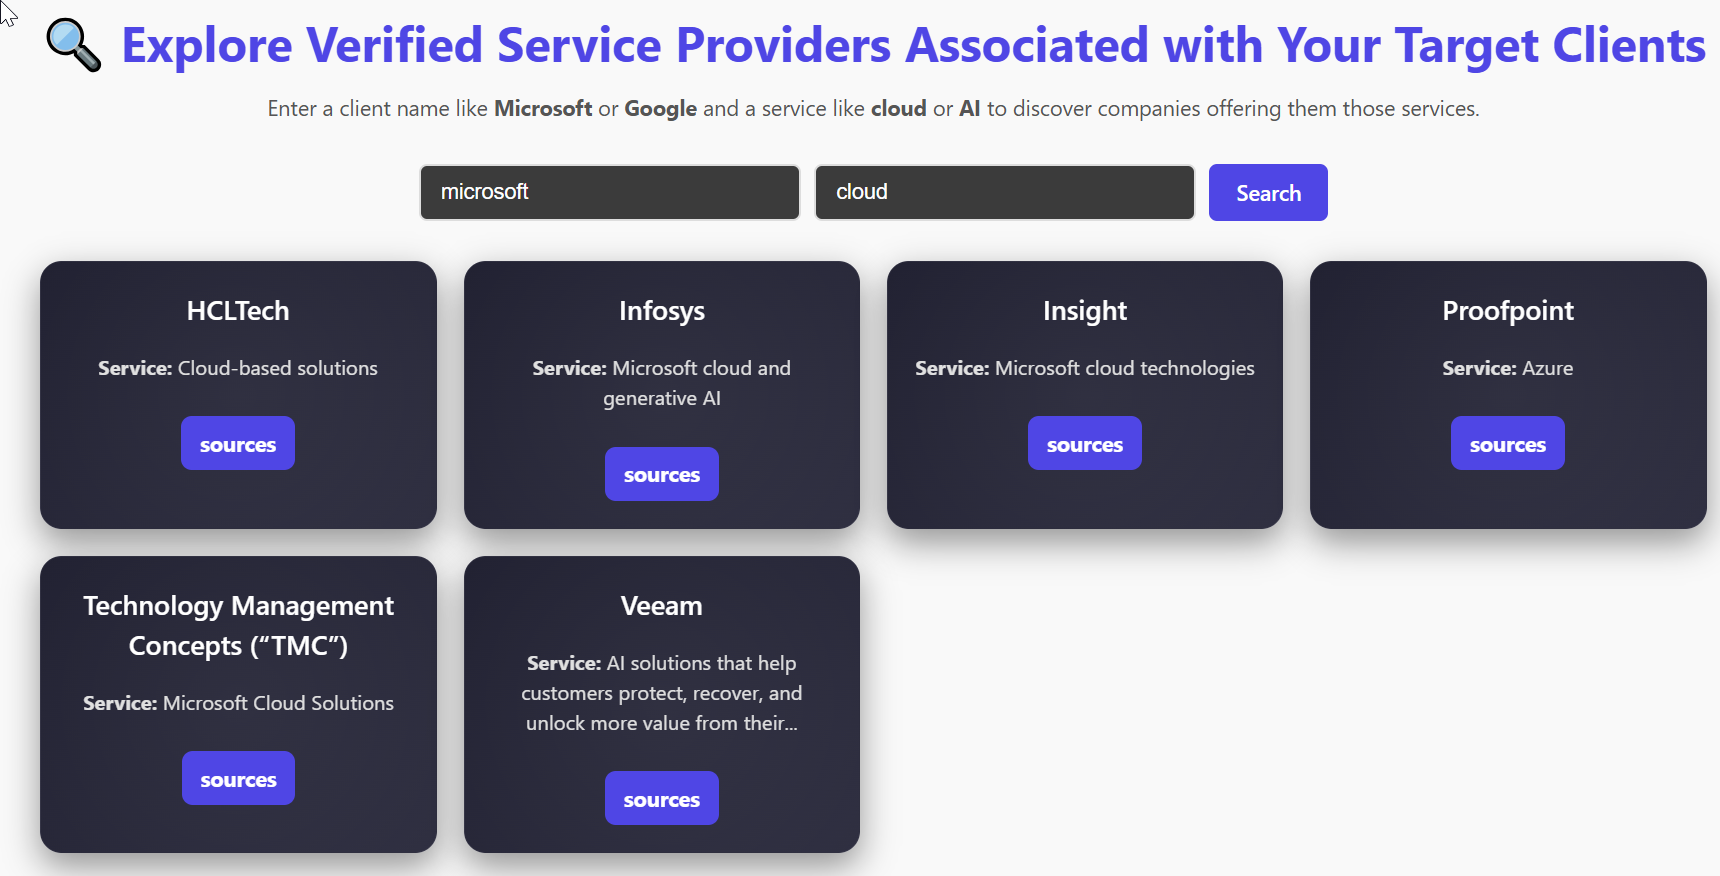 Explore Verified Service Providers Associated with Your Target Clients
Enter a client name like Microsoft or Google and a service like cloud or AI to discover companies offering them those services.
microsoft
cloud
Search
HCLTech
Service: Cloud-based solutions
sources
Infosys
Service: Microsoft cloud and
generative AI
sources
Insight
Service: Microsoft cloud technologies
sources
Proofpoint
Service: Azure
sources
Technology Management
Concepts (“TMC”)
Service: Microsoft Cloud Solutions
sources
Veeam
Service: AI solutions that help
customers protect, recover, and
unlock more value from their...
sources